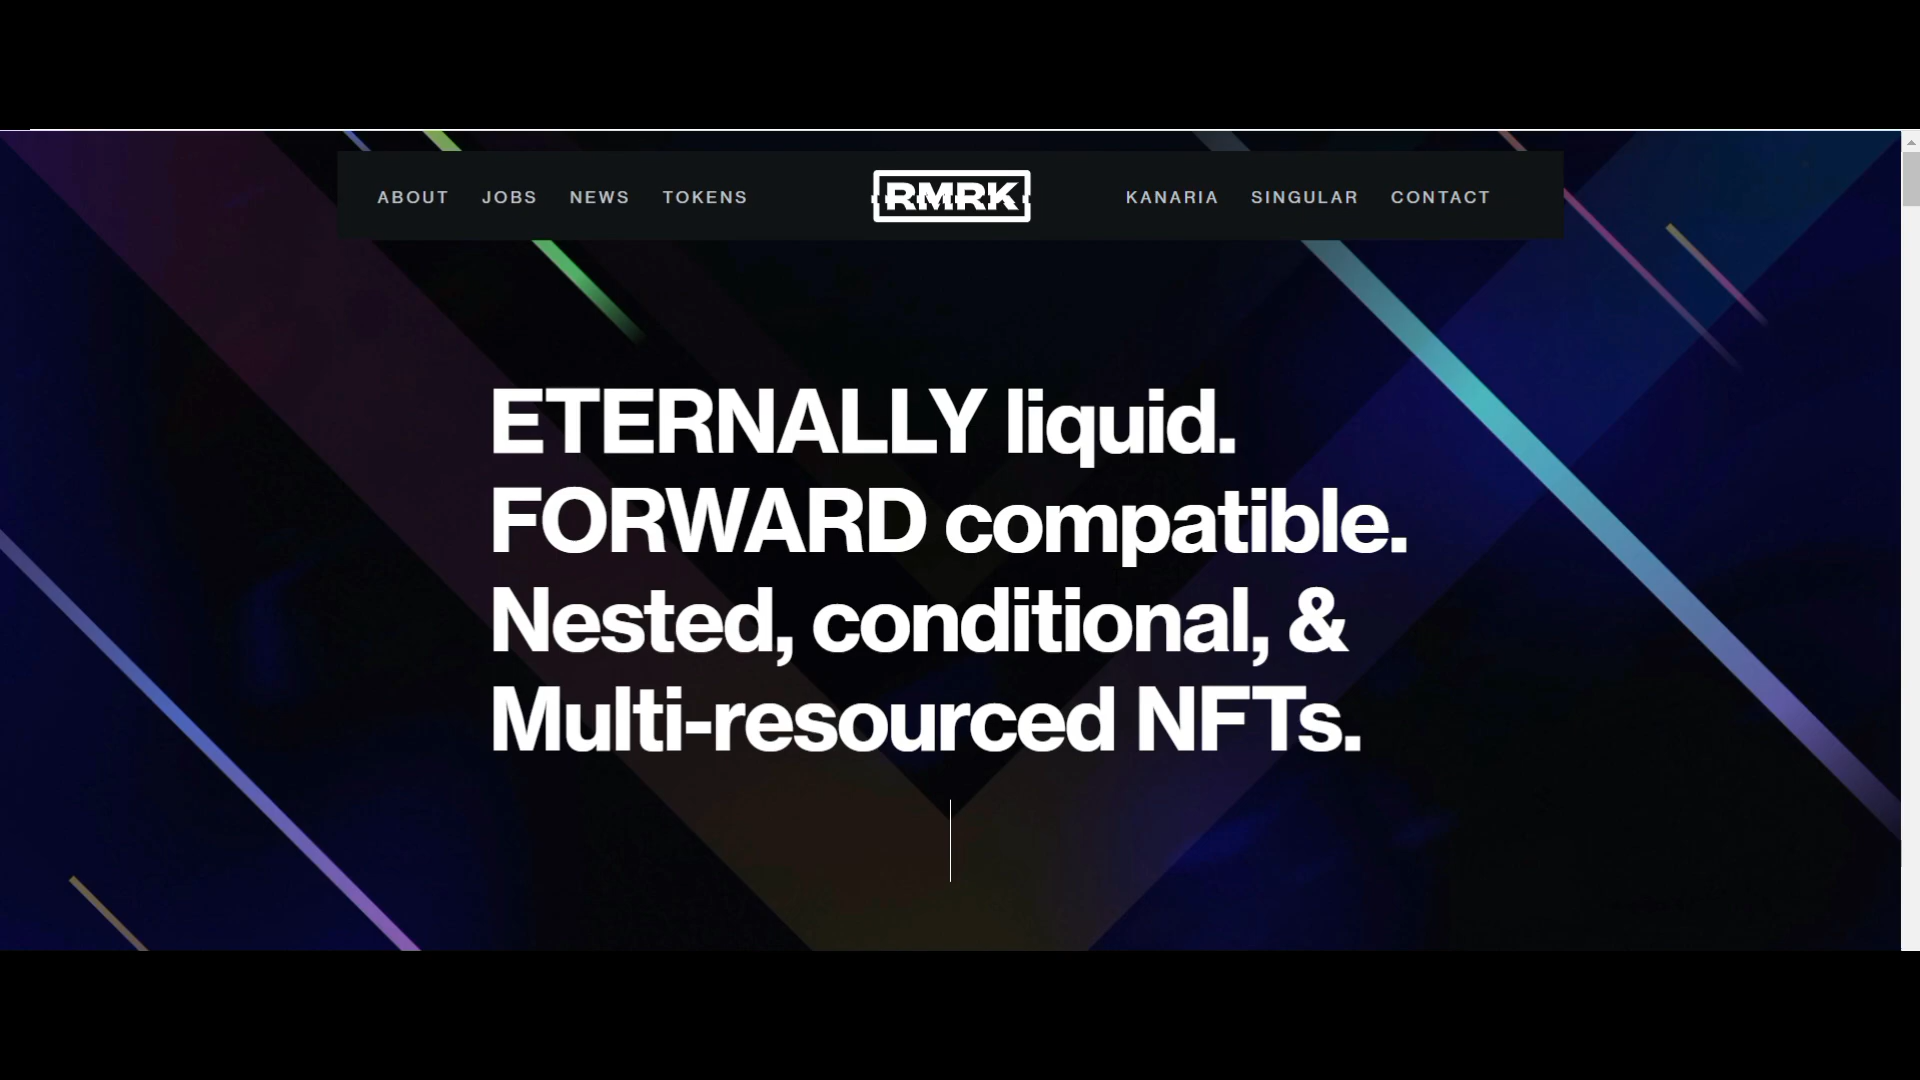 ABOUT JOBS NEWS TOKENS RMRK KANARIA SINGULAR CONTACT
ETERNALLY liquid.
FORWARD compatible.
Nested, conditional, &
Multi-resourced NFTs.